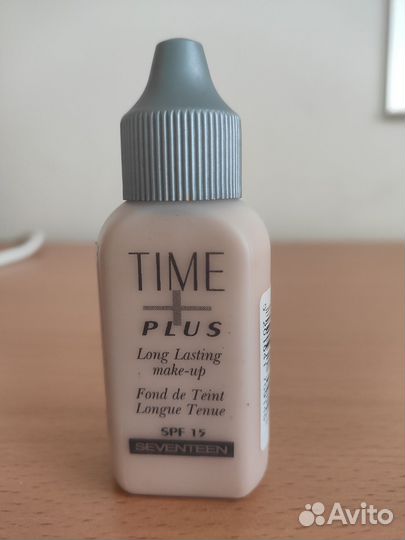 TIME
PLUS
Long Lasting
make-up
Fond de Teint
Longue Tenue
SPF 15
SEVENTEEN
Avito